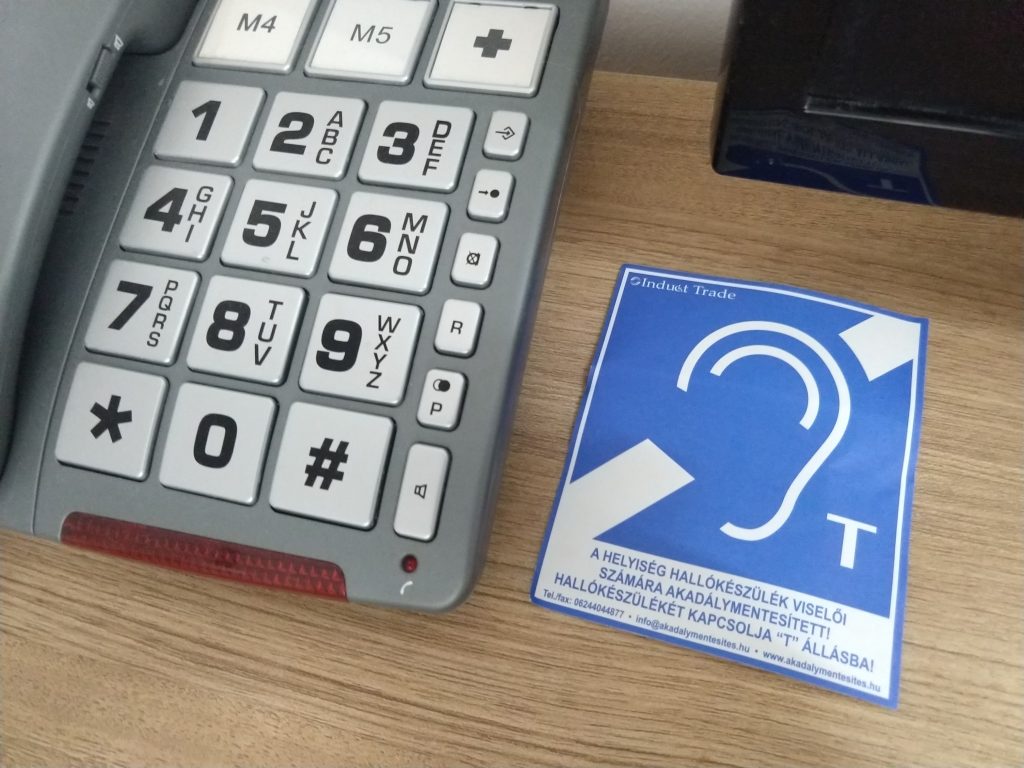 M4 M5
1 2 ABC 3 DEF
4 GHI 5 JKL 6 MNO
7 PQRS 8 TUV 9 WXYZ
* 0 #
R
P
Indust Trade
T
A HELYISÉG HALLÓKÉSZÜLÉK VISELŐI
SZÁMÁRA AKADÁLYMENTESÍTETT!
HALLÓKÉSZÜLÉKÉT KAPCSOLJA "T" ÁLLÁSBA!
Tel./fax: 06244044877 • info@akadalymentesites.hu • www.akadalymentesites.hu